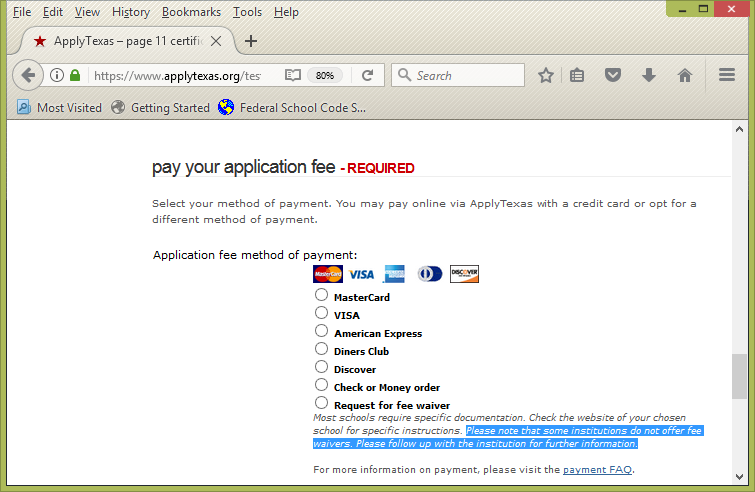 File Edit View History Bookmarks Tools Help
ApplyTexas – page 11 certific
https://www.applytexas.org/tes 80% Search
Most Visited Getting Started Federal School Code S...
pay your application fee - REQUIRED
Select your method of payment. You may pay online via ApplyTexas with a credit card or opt for a
different method of payment.
Application fee method of payment:
MasterCard VISA DISCOVER
MasterCard
VISA
American Express
Diners Club
Discover
Check or Money order
Request for fee waiver
Most schools require specific documentation. Check the website of your chosen
school for specific instructions. Please note that some institutions do not offer fee
waivers. Please follow up with the institution for further information.
For more information on payment, please visit the payment FAQ.